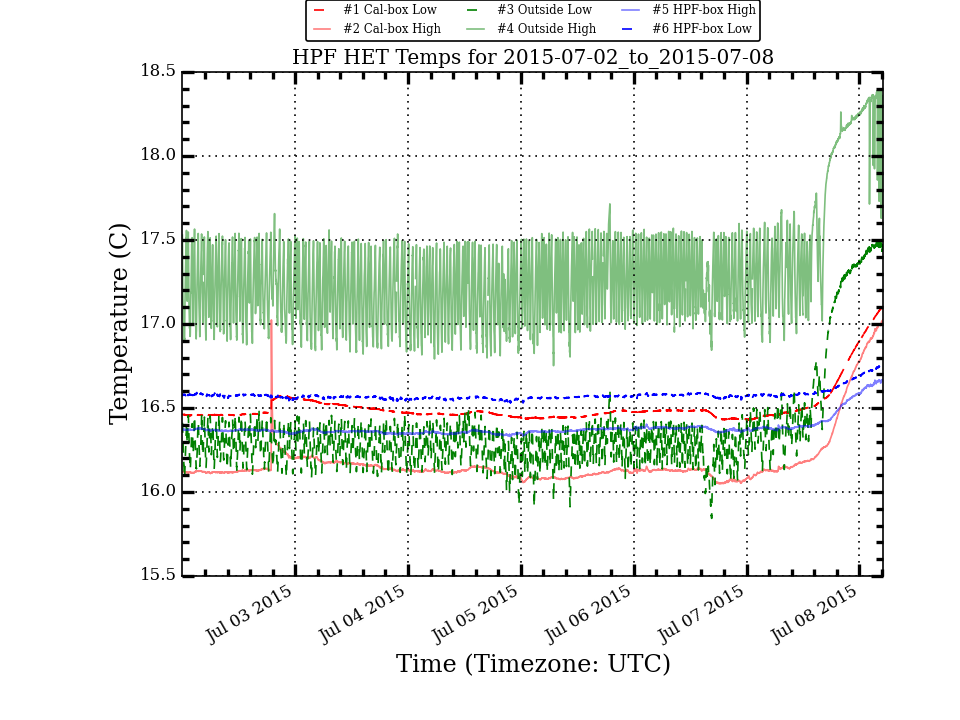 #1 Cal-box Low #3 Outside Low #5 HPF-box High
#2 Cal-box High #4 Outside High #6 HPF-box Low
HPF HET Temps for 2015-07-02_to_2015-07-08
18.5
18.0
17.5
17.0
16.5
16.0
15.5
Temperature (C)
Jul 03 2015 Jul 04 2015 Jul 05 2015 Jul 06 2015 Jul 07 2015 Jul 08 2015
Time (Timezone: UTC)